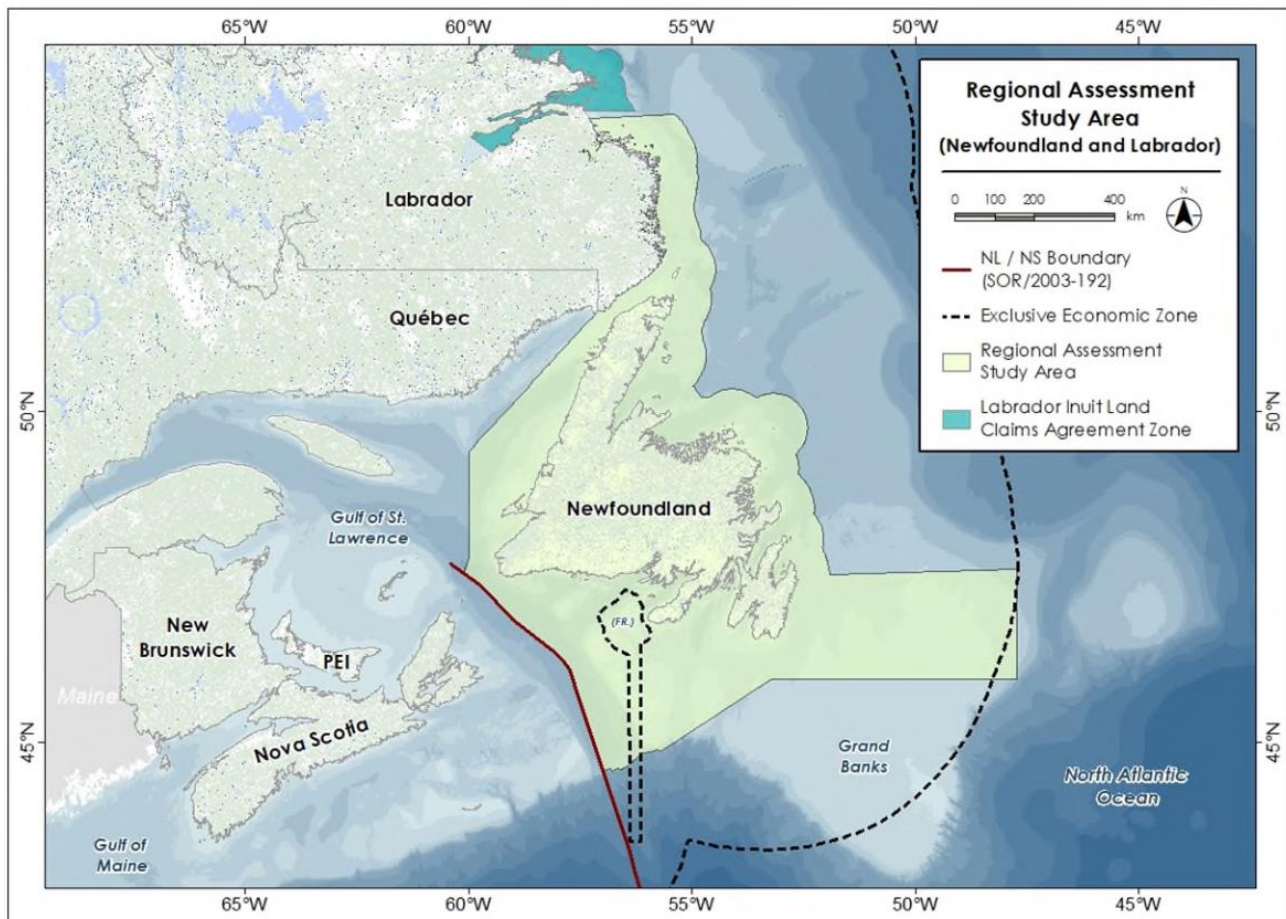 65°W 60°W 55°W 50°W 45°W
Regional Assessment
Study Area
(Newfoundland and Labrador)
0 100 200 400
km
N
NL / NS Boundary
(SOR/2003-192)
Exclusive Economic Zone
Regional Assessment
Study Area
Labrador Inuit Land
Claims Agreement Zone
Labrador
Québec
50°N
50°N
Newfoundland
Gulf of St.
Lawrence
New
Brunswick
(FR.)
PEI
Maine
Nova Scotia
45°N
45°N
Grand
Banks
North Atlantic
Ocean
Gulf of
Maine
65°W 60°W 55°W 50°W 45°W